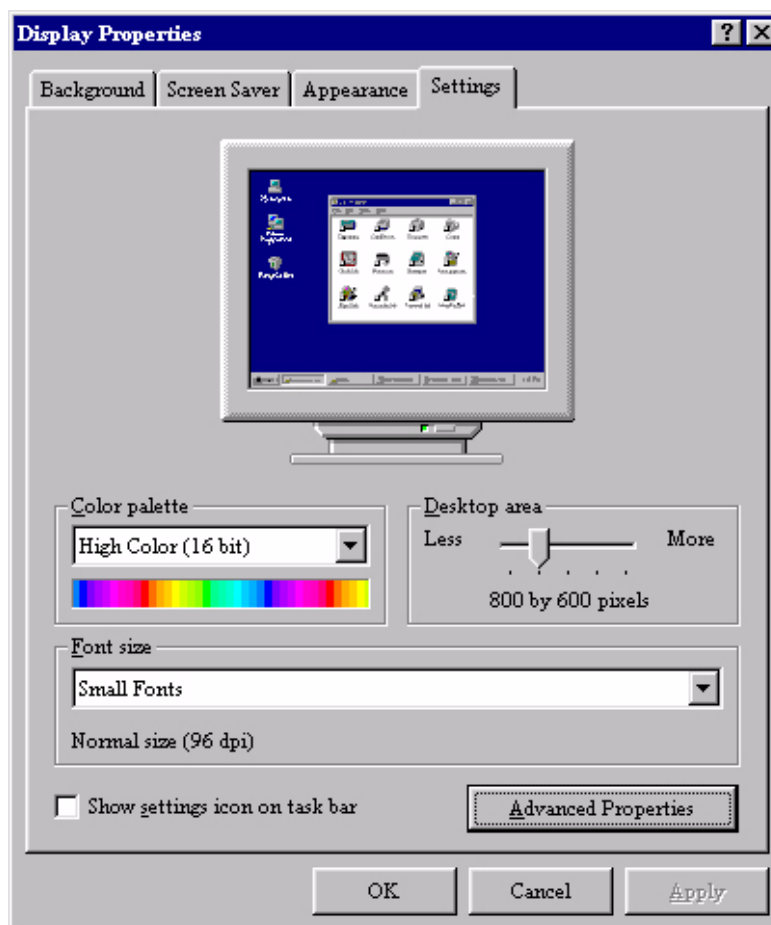 Display Properties
Background Screen Saver Appearance Settings
Color palette
High Color (16 bit)
Desktop area
Less More
800 by 600 pixels
Font size
Small Fonts
Normal size (96 dpi)
Show settings icon on task bar
Advanced Properties
OK Cancel Apply